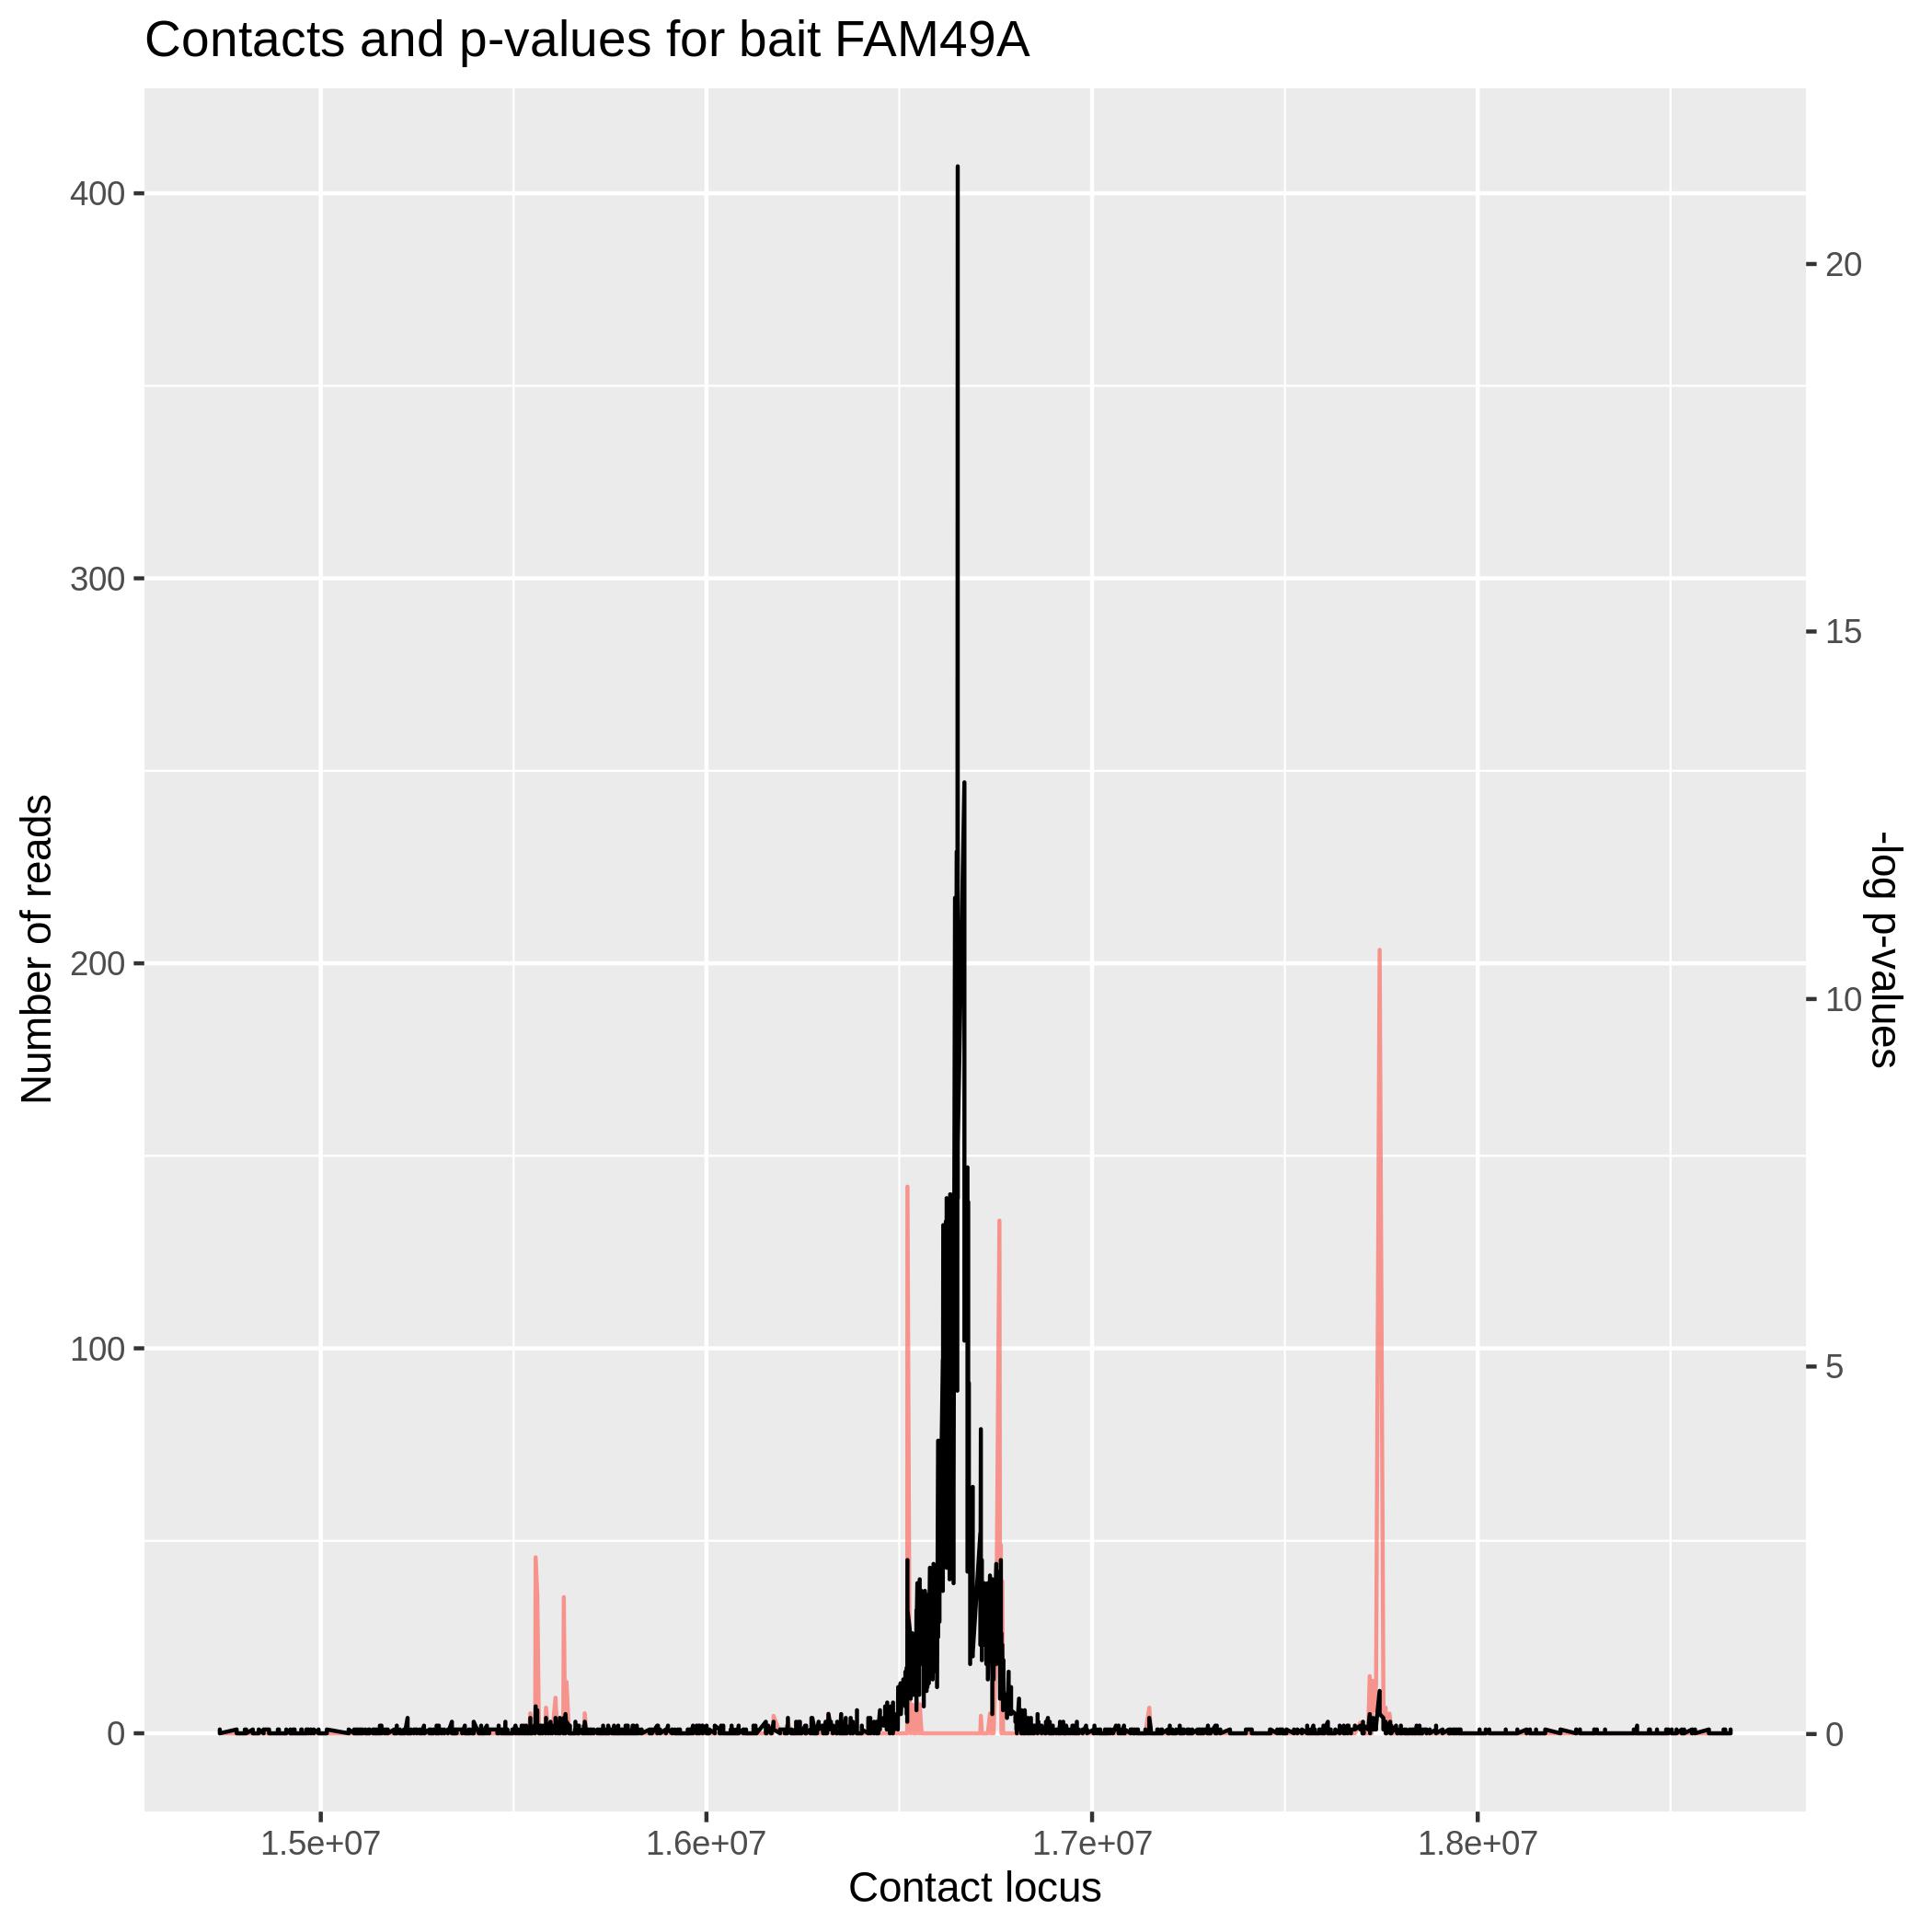 Contacts and p-values for bait FAM49A
400
300
200
100
0
Number of reads
20
15
10
5
0
-log p-values
1.5e+07
1.6e+07
1.7e+07
1.8e+07
Contact locus